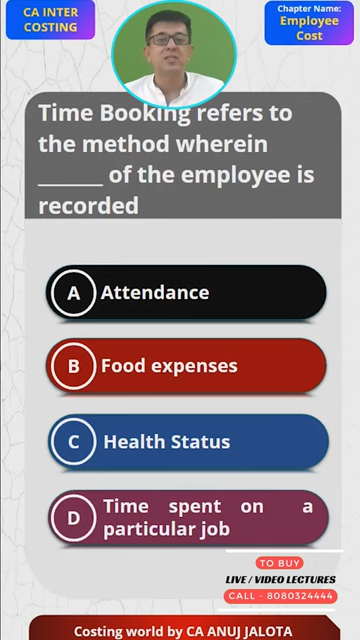 CA INTER
COSTING
Chapter Name:
Employee
Cost
Time Booking refers to
the method wherein
______ of the employee is
recorded
A Attendance
B Food expenses
C Health Status
D Time spent on a
particular job
TO BUY
LIVE / VIDEO LECTURES
CALL - 8080324444
Costing world by CA ANUJ JALOTA